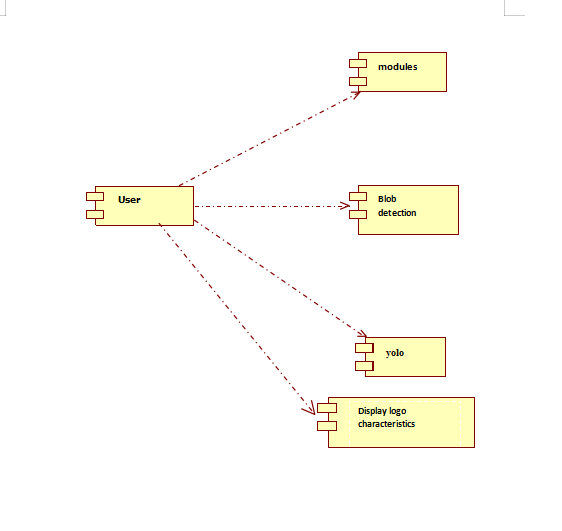 modules
User
Blob
detection
yolo
Display logo
characteristics